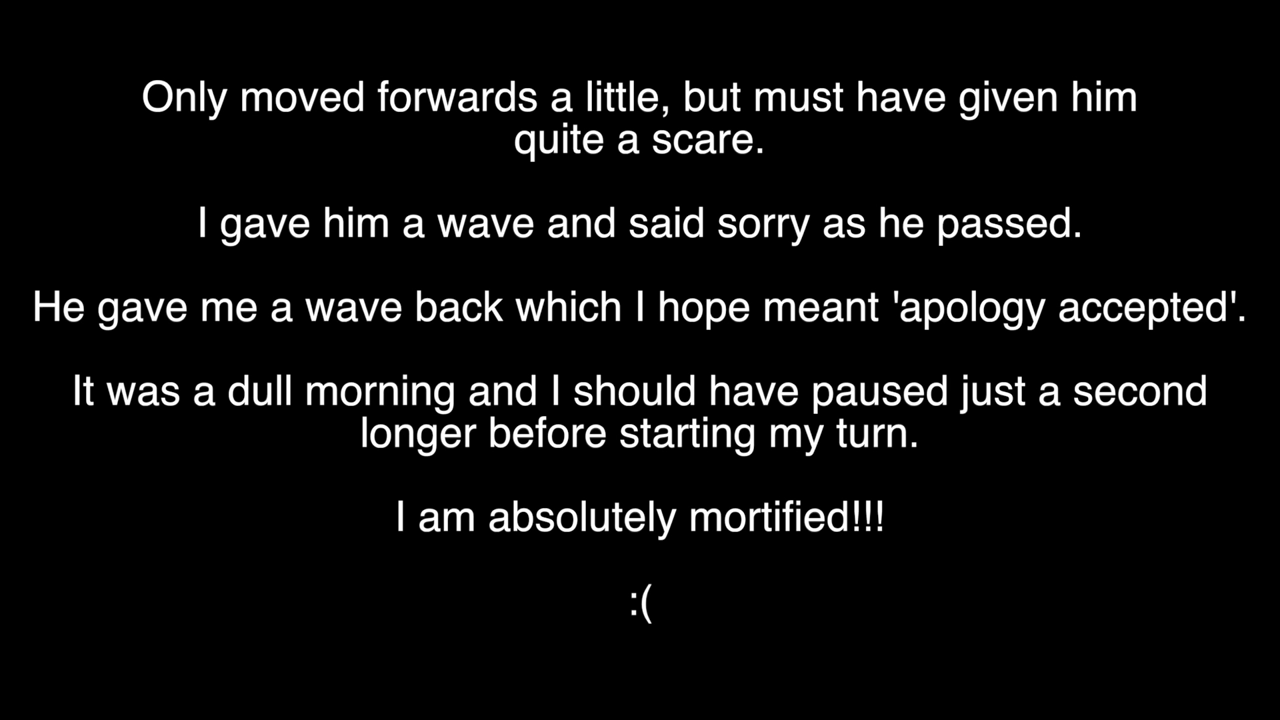 Only moved forwards a little, but must have given him
quite a scare.
I gave him a wave and said sorry as he passed.
He gave me a wave back which I hope meant 'apology accepted'.
It was a dull morning and I should have paused just a second
longer before starting my turn.
I am absolutely mortified!!!
:(